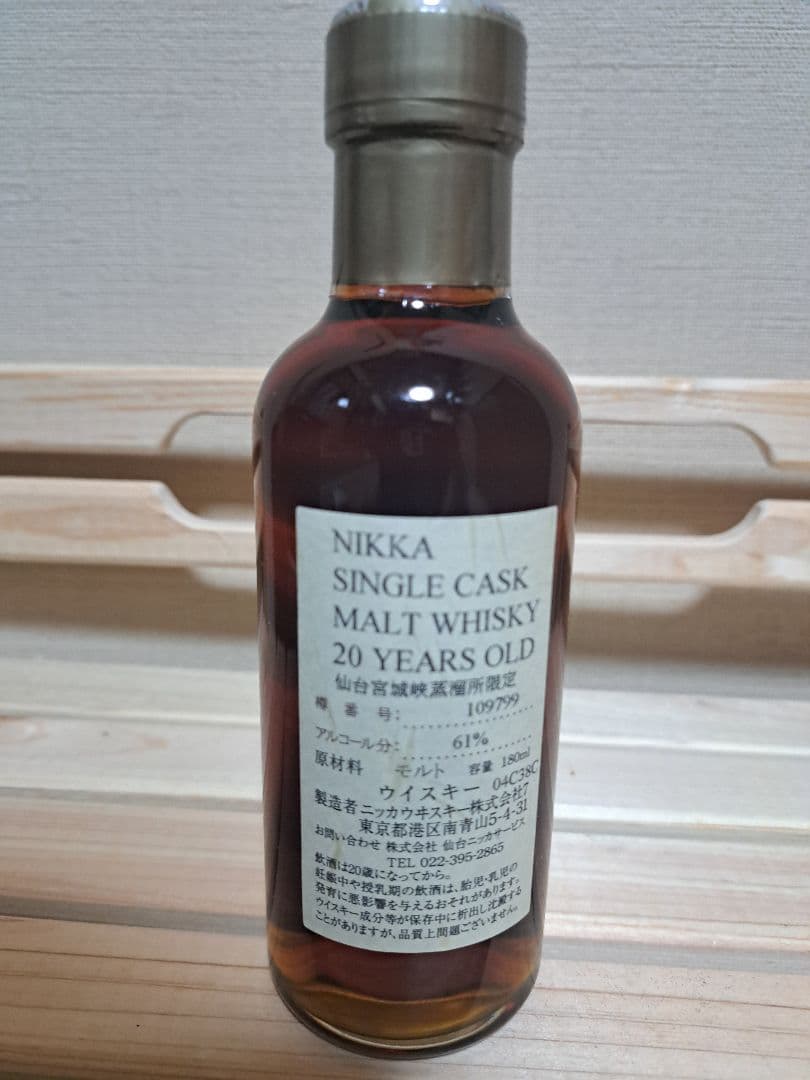 NIKKA
SINGLE CASK
MALT WHISKY
20 YEARS OLD
仙台宮城峡蒸溜所限定
樽番号: 109799
アルコール分: 61%
原材料 モルト 容量 180ml
ウイスキー 04C38C
製造者ニッカウヰスキー株式会社7
東京都港区南青山5-4-31
お問い合わせ 株式会社 仙台ニッカサービス
TEL 022-395-2865
飲酒は20歳になってから。
妊娠中や授乳期の飲酒は、胎児・乳児の
発育に悪影響を与えるおそれがあります。
ウイスキー成分等が保存中に析出し沈澱する
ことがありますが、品質上問題ございません。